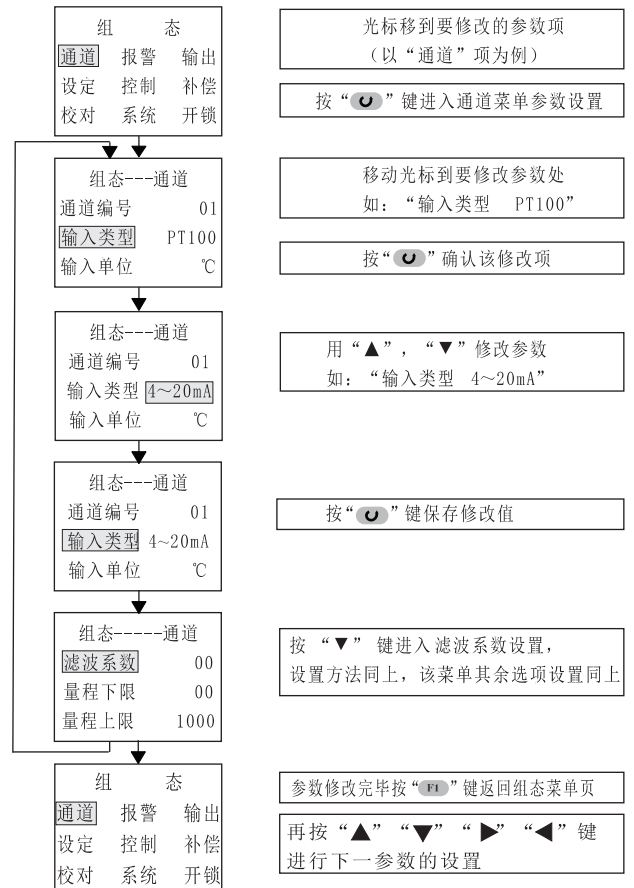 组 态
通道 报警 输出
设定 控制 补偿
校对 系统 开锁
光标移到要修改的参数项
（以“通道”项为例）
按“ ”键进入通道菜单参数设置
组态---通道
通道编号 01
输入类型 PT100
输入单位 ℃
移动光标到要修改参数处
如：“输入类型 PT100”
按“ ”确认该修改项
组态---通道
通道编号 01
输入类型 4～20mA
输入单位 ℃
用“▲”，“▼”修改参数
如：“输入类型 4～20mA”
组态---通道
通道编号 01
输入类型 4～20mA
输入单位 ℃
按“ ”键保存修改值
组态-----通道
滤波系数 00
量程下限 00
量程上限 1000
按 “▼” 键进入滤波系数设置，
设置方法同上，该菜单其余选项设置同上
组 态
通道 报警 输出
设定 控制 补偿
校对 系统 开锁
参数修改完毕按“F1”键返回组态菜单页
再按“▲”“▼”“▶”“◀”键
进行下一参数的设置